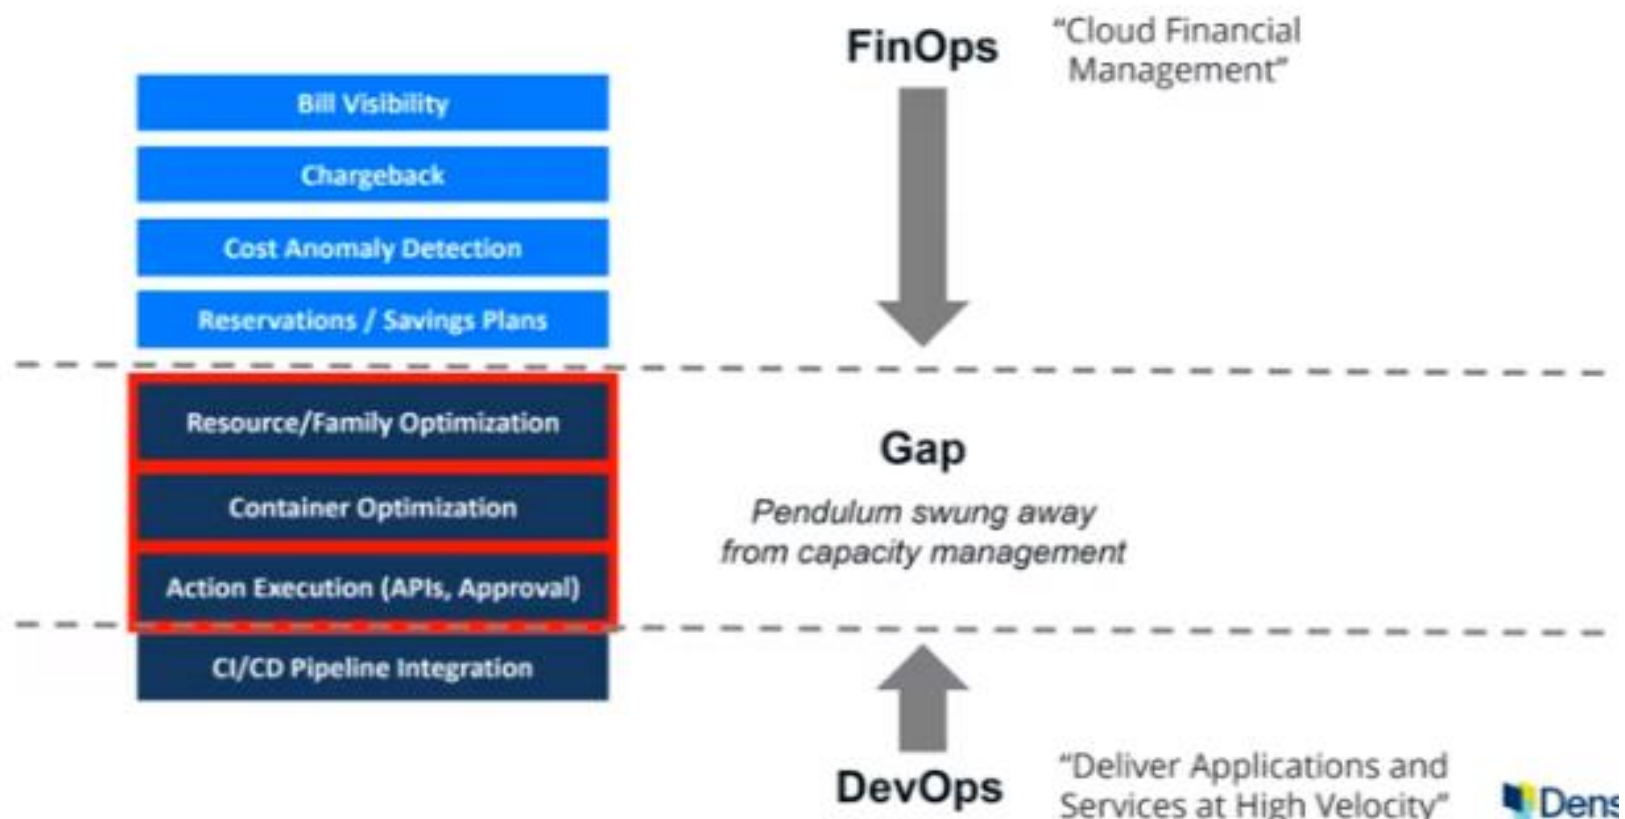 FinOps
"Cloud Financial
Management"
Bill Visibility
Chargeback
Cost Anomaly Detection
Reservations / Savings Plans
Resource/Family Optimization
Container Optimization
Action Execution (APIs, Approval)
Gap
Pendulum swung away
from capacity management
CI/CD Pipeline Integration
DevOps
"Deliver Applications and
Services at High Velocity"
Dens